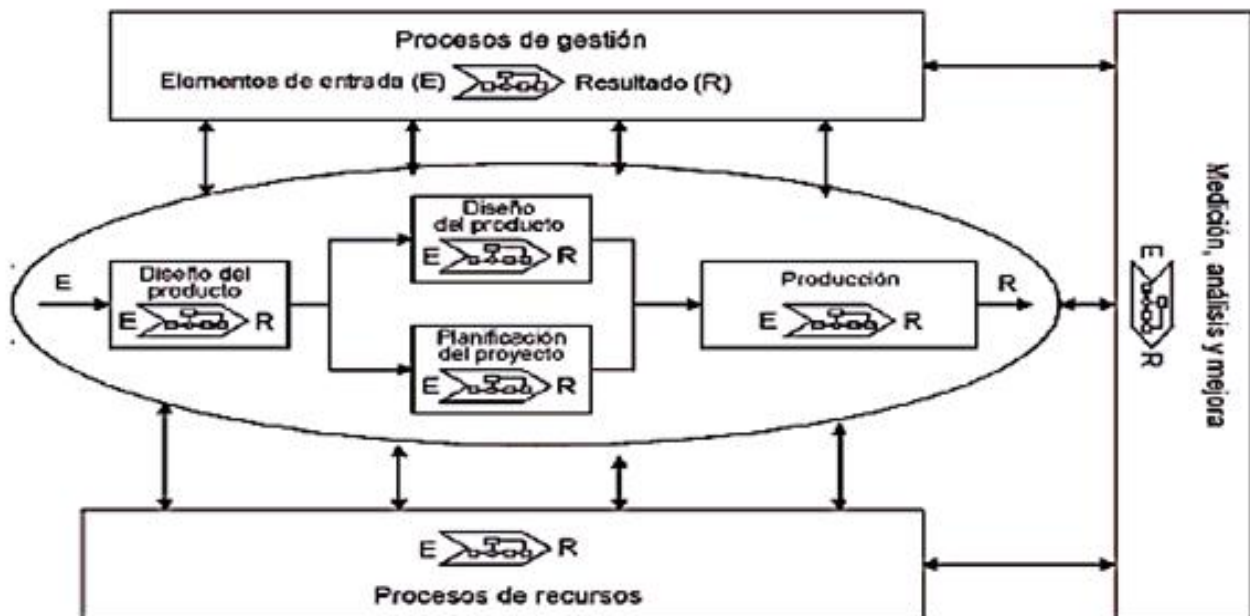 Procesos de gestión
Elementos de entrada (E) Resultado (R)
E
Diseño del
producto
E R
Diseño
del producto
E R
Planificación
del proyecto
E R
Producción
E R
R
E R
Procesos de recursos
Medición, análisis y mejora
E R